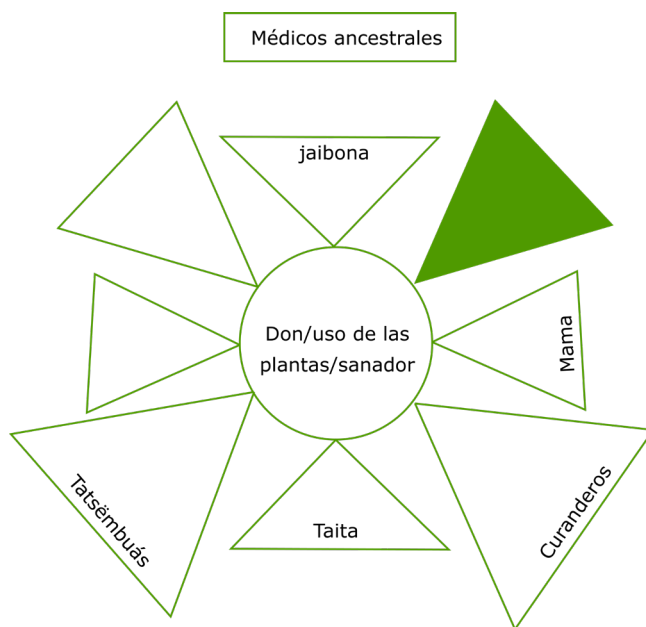 Médicos ancestrales
jaibona
Don/uso de las
plantas/sanador
Mama
Tatsëmbuás
Taita
Curanderos